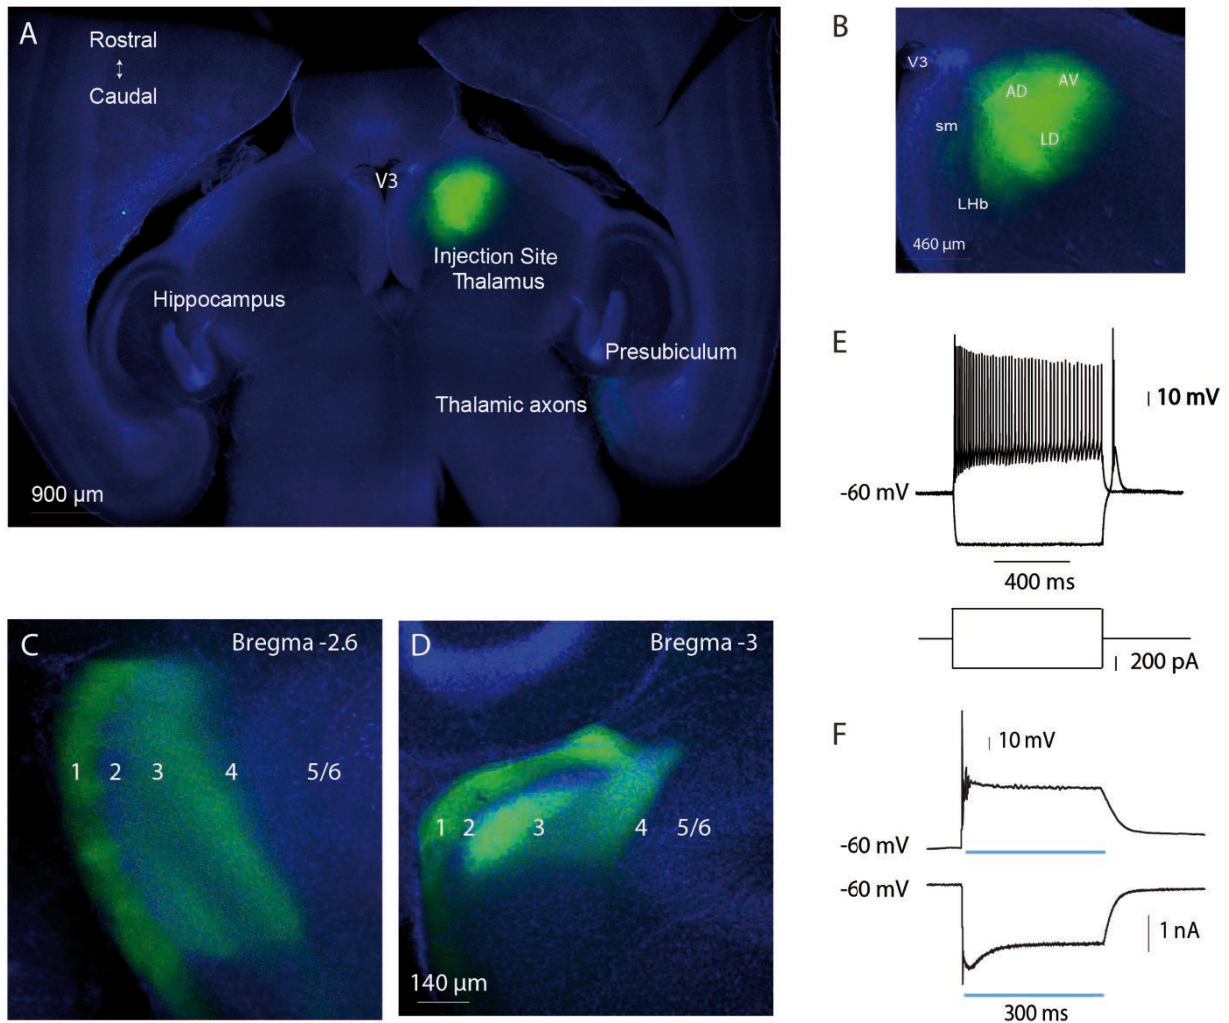 A
Rostral
Caudal
V3
Injection Site
Thalamus
Hippocampus
Presubiculum
Thalamic axons
900 µm
B
V3
AD
AV
sm
LD
LHb
460 µm
C
Bregma -2.6
1 2 3 4 5/6
D
Bregma -3
1 2 3 4 5/6
140 µm
E
10 mV
-60 mV
400 ms
200 pA
F
10 mV
-60 mV
-60 mV
1 nA
300 ms